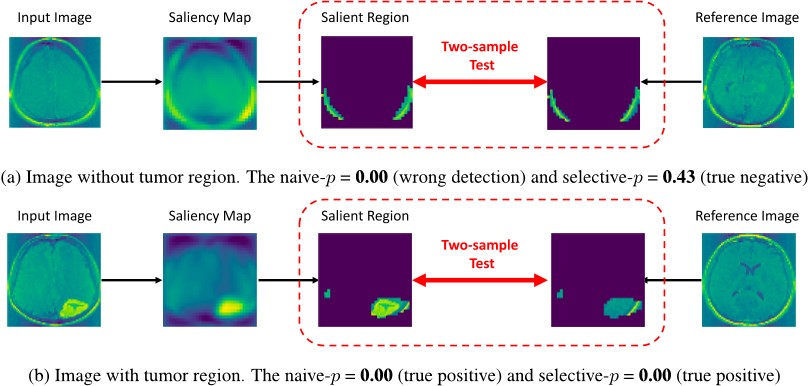 Input Image Saliency Map Salient Region Reference Image
Two-sample
Test
(a) Image without tumor region. The naive-p = 0.00 (wrong detection) and selective-p = 0.43 (true negative)
Input Image Saliency Map Salient Region Reference Image
Two-sample
Test
(b) Image with tumor region. The naive-p = 0.00 (true positive) and selective-p = 0.00 (true positive)